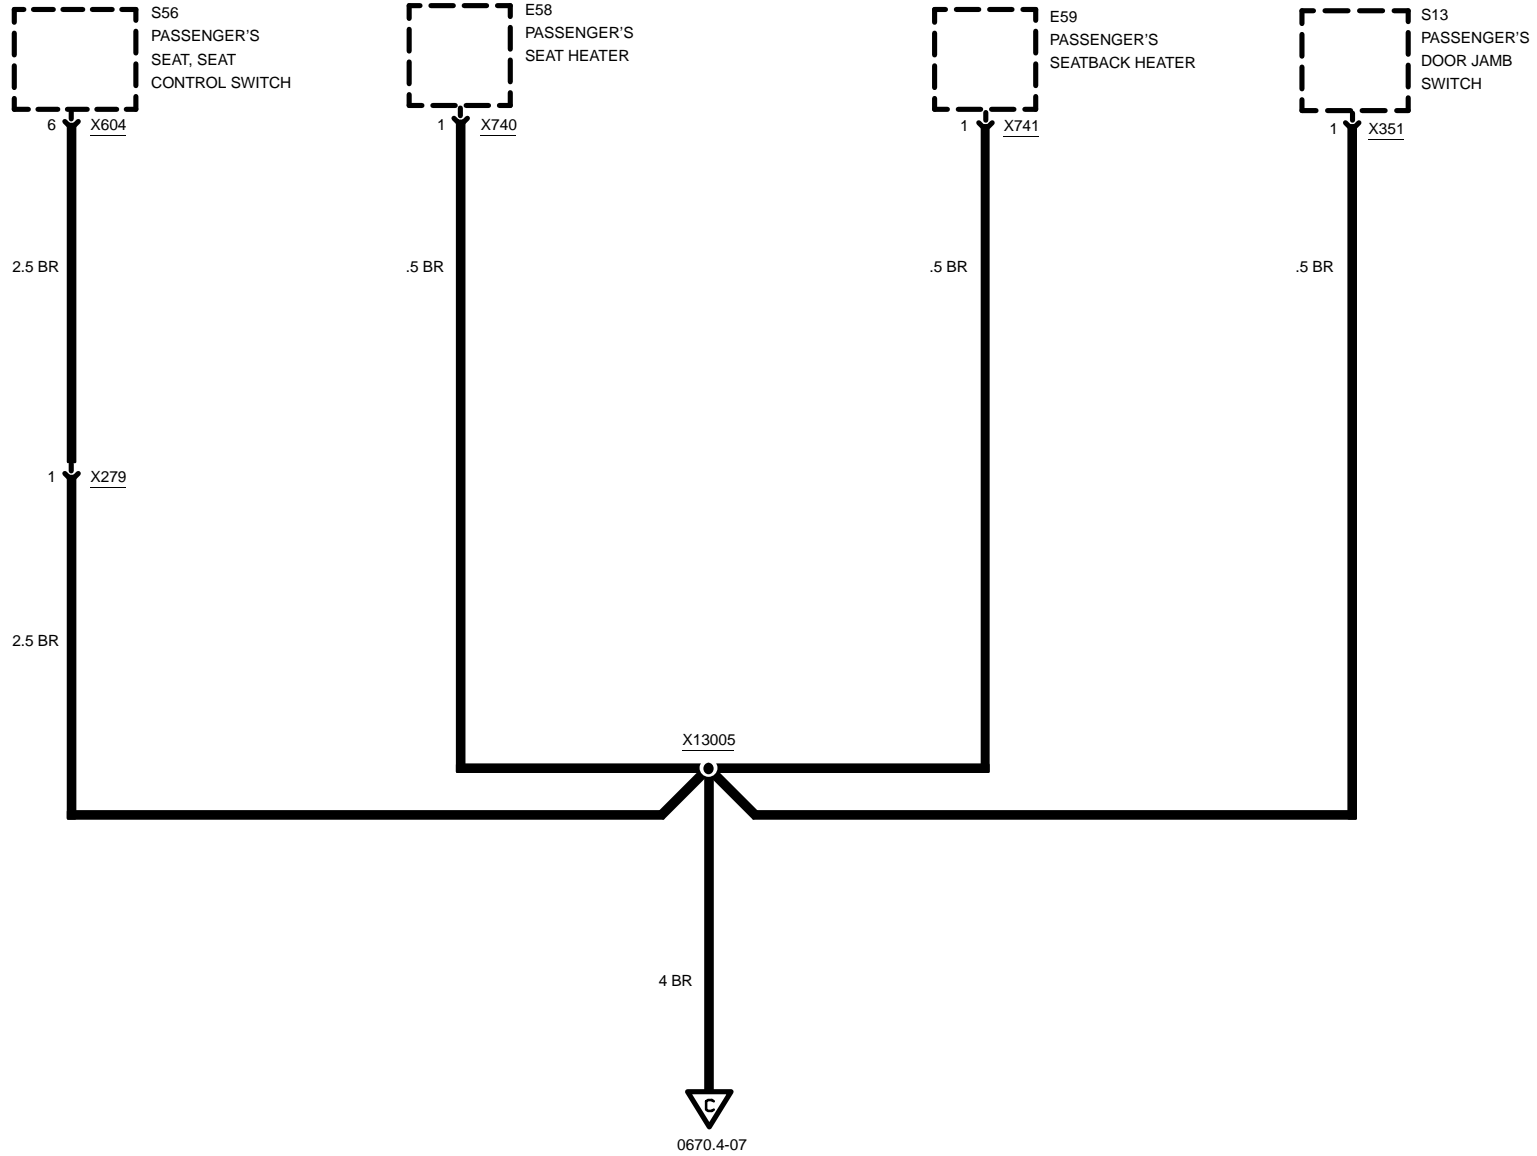 S56
PASSENGER'S
SEAT, SEAT
CONTROL SWITCH
E58
PASSENGER'S
SEAT HEATER
E59
PASSENGER'S
SEATBACK HEATER
S13
PASSENGER'S
DOOR JAMB
SWITCH
6 X604
1 X740
1 X741
1 X351
2.5 BR
.5 BR
.5 BR
.5 BR
1 X279
2.5 BR
X13005
4 BR
C
0670.4-07